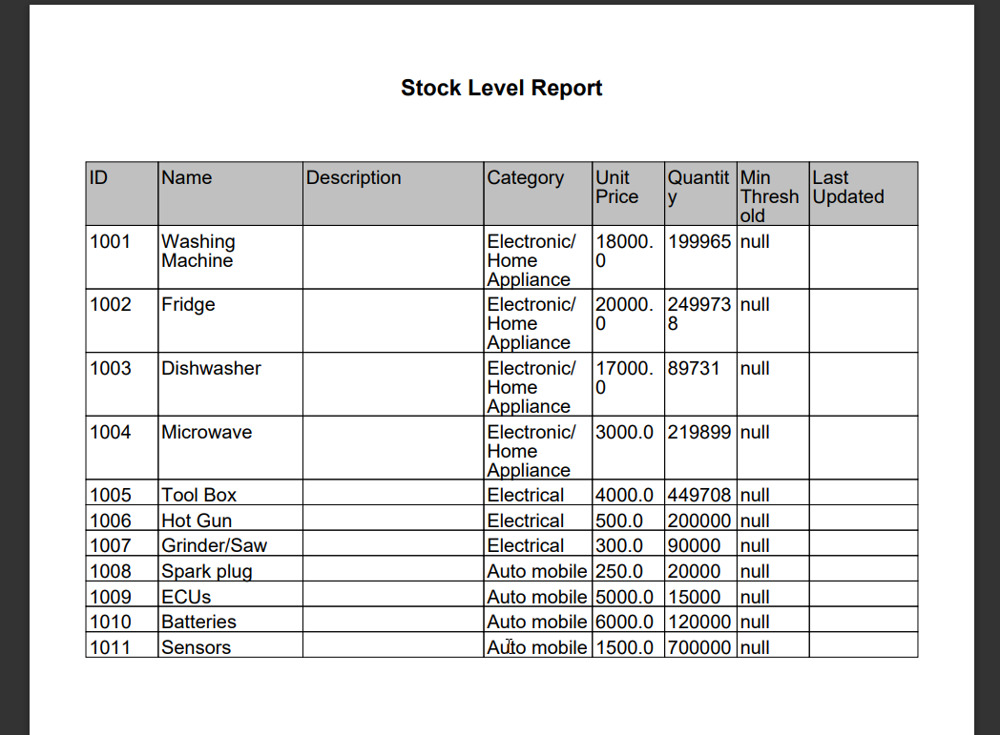 Stock Level Report
ID Name Description Category Unit Price Quantity Min Threshold Last Updated
1001 Washing Machine Electronic/Home Appliance 18000.0 199965 null
1002 Fridge Electronic/Home Appliance 20000.0 2499738 null
1003 Dishwasher Electronic/Home Appliance 17000.0 89731 null
1004 Microwave Electronic/Home Appliance 3000.0 219899 null
1005 Tool Box Electrical 4000.0 449708 null
1006 Hot Gun Electrical 500.0 200000 null
1007 Grinder/Saw Electrical 300.0 90000 null
1008 Spark plug Auto mobile 250.0 20000 null
1009 ECUs Auto mobile 5000.0 15000 null
1010 Batteries Auto mobile 6000.0 120000 null
1011 Sensors Auto mobile 1500.0 700000 null